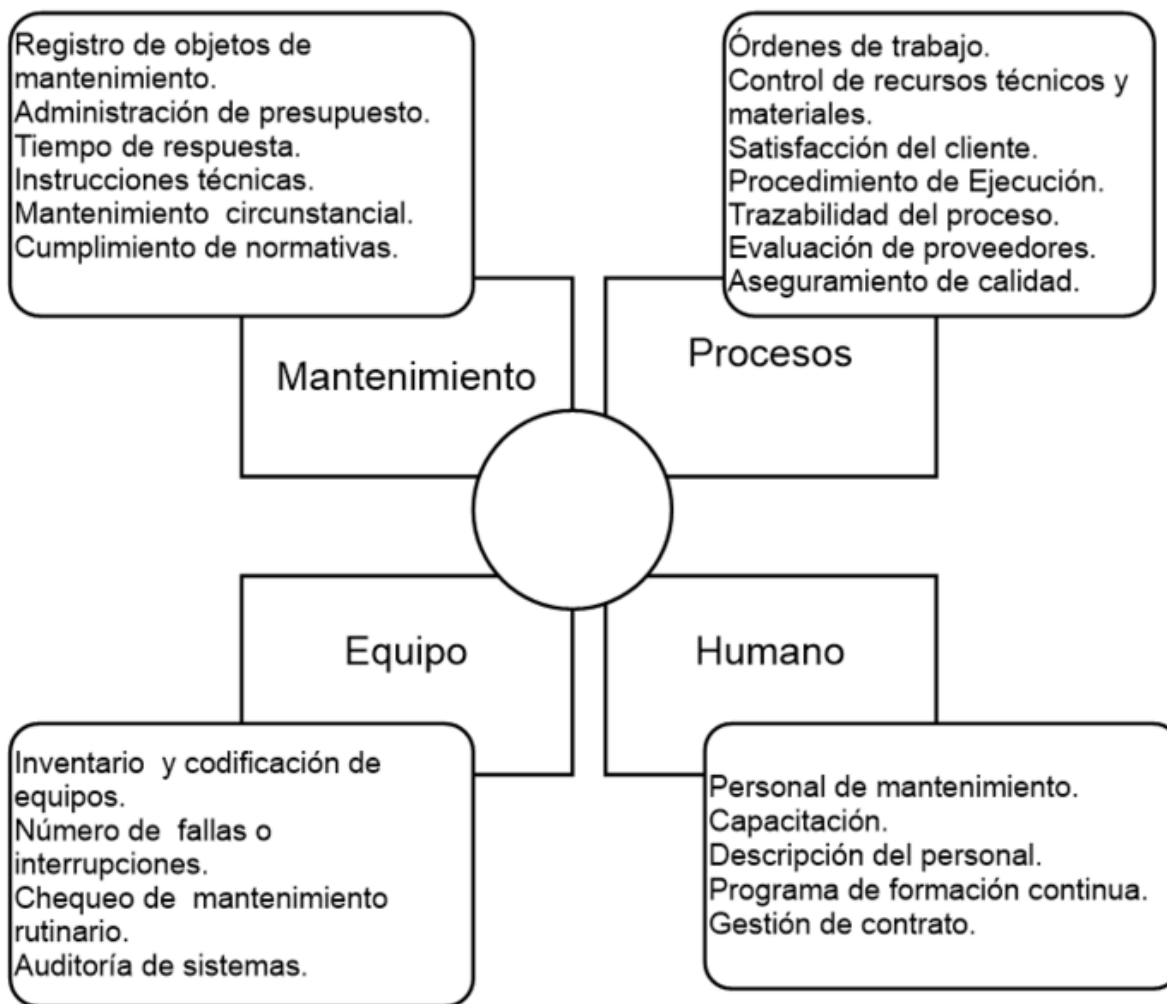 Registro de objetos de
mantenimiento.
Administración de presupuesto.
Tiempo de respuesta.
Instrucciones técnicas.
Mantenimiento circunstancial.
Cumplimiento de normativas.
Órdenes de trabajo.
Control de recursos técnicos y
materiales.
Satisfacción del cliente.
Procedimiento de Ejecución.
Trazabilidad del proceso.
Evaluación de proveedores.
Aseguramiento de calidad.
Mantenimiento
Procesos
Equipo
Humano
Inventario y codificación de
equipos.
Número de fallas o
interrupciones.
Chequeo de mantenimiento
rutinario.
Auditoría de sistemas.
Personal de mantenimiento.
Capacitación.
Descripción del personal.
Programa de formación continua.
Gestión de contrato.